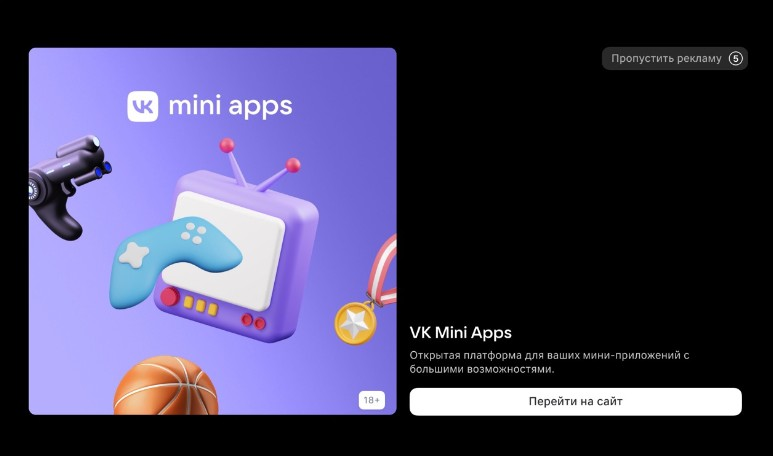 VK mini apps
Пропустить рекламу 5
18+
VK Mini Apps
Открытая платформа для ваших мини-приложений с
большими возможностями.
Перейти на сайт